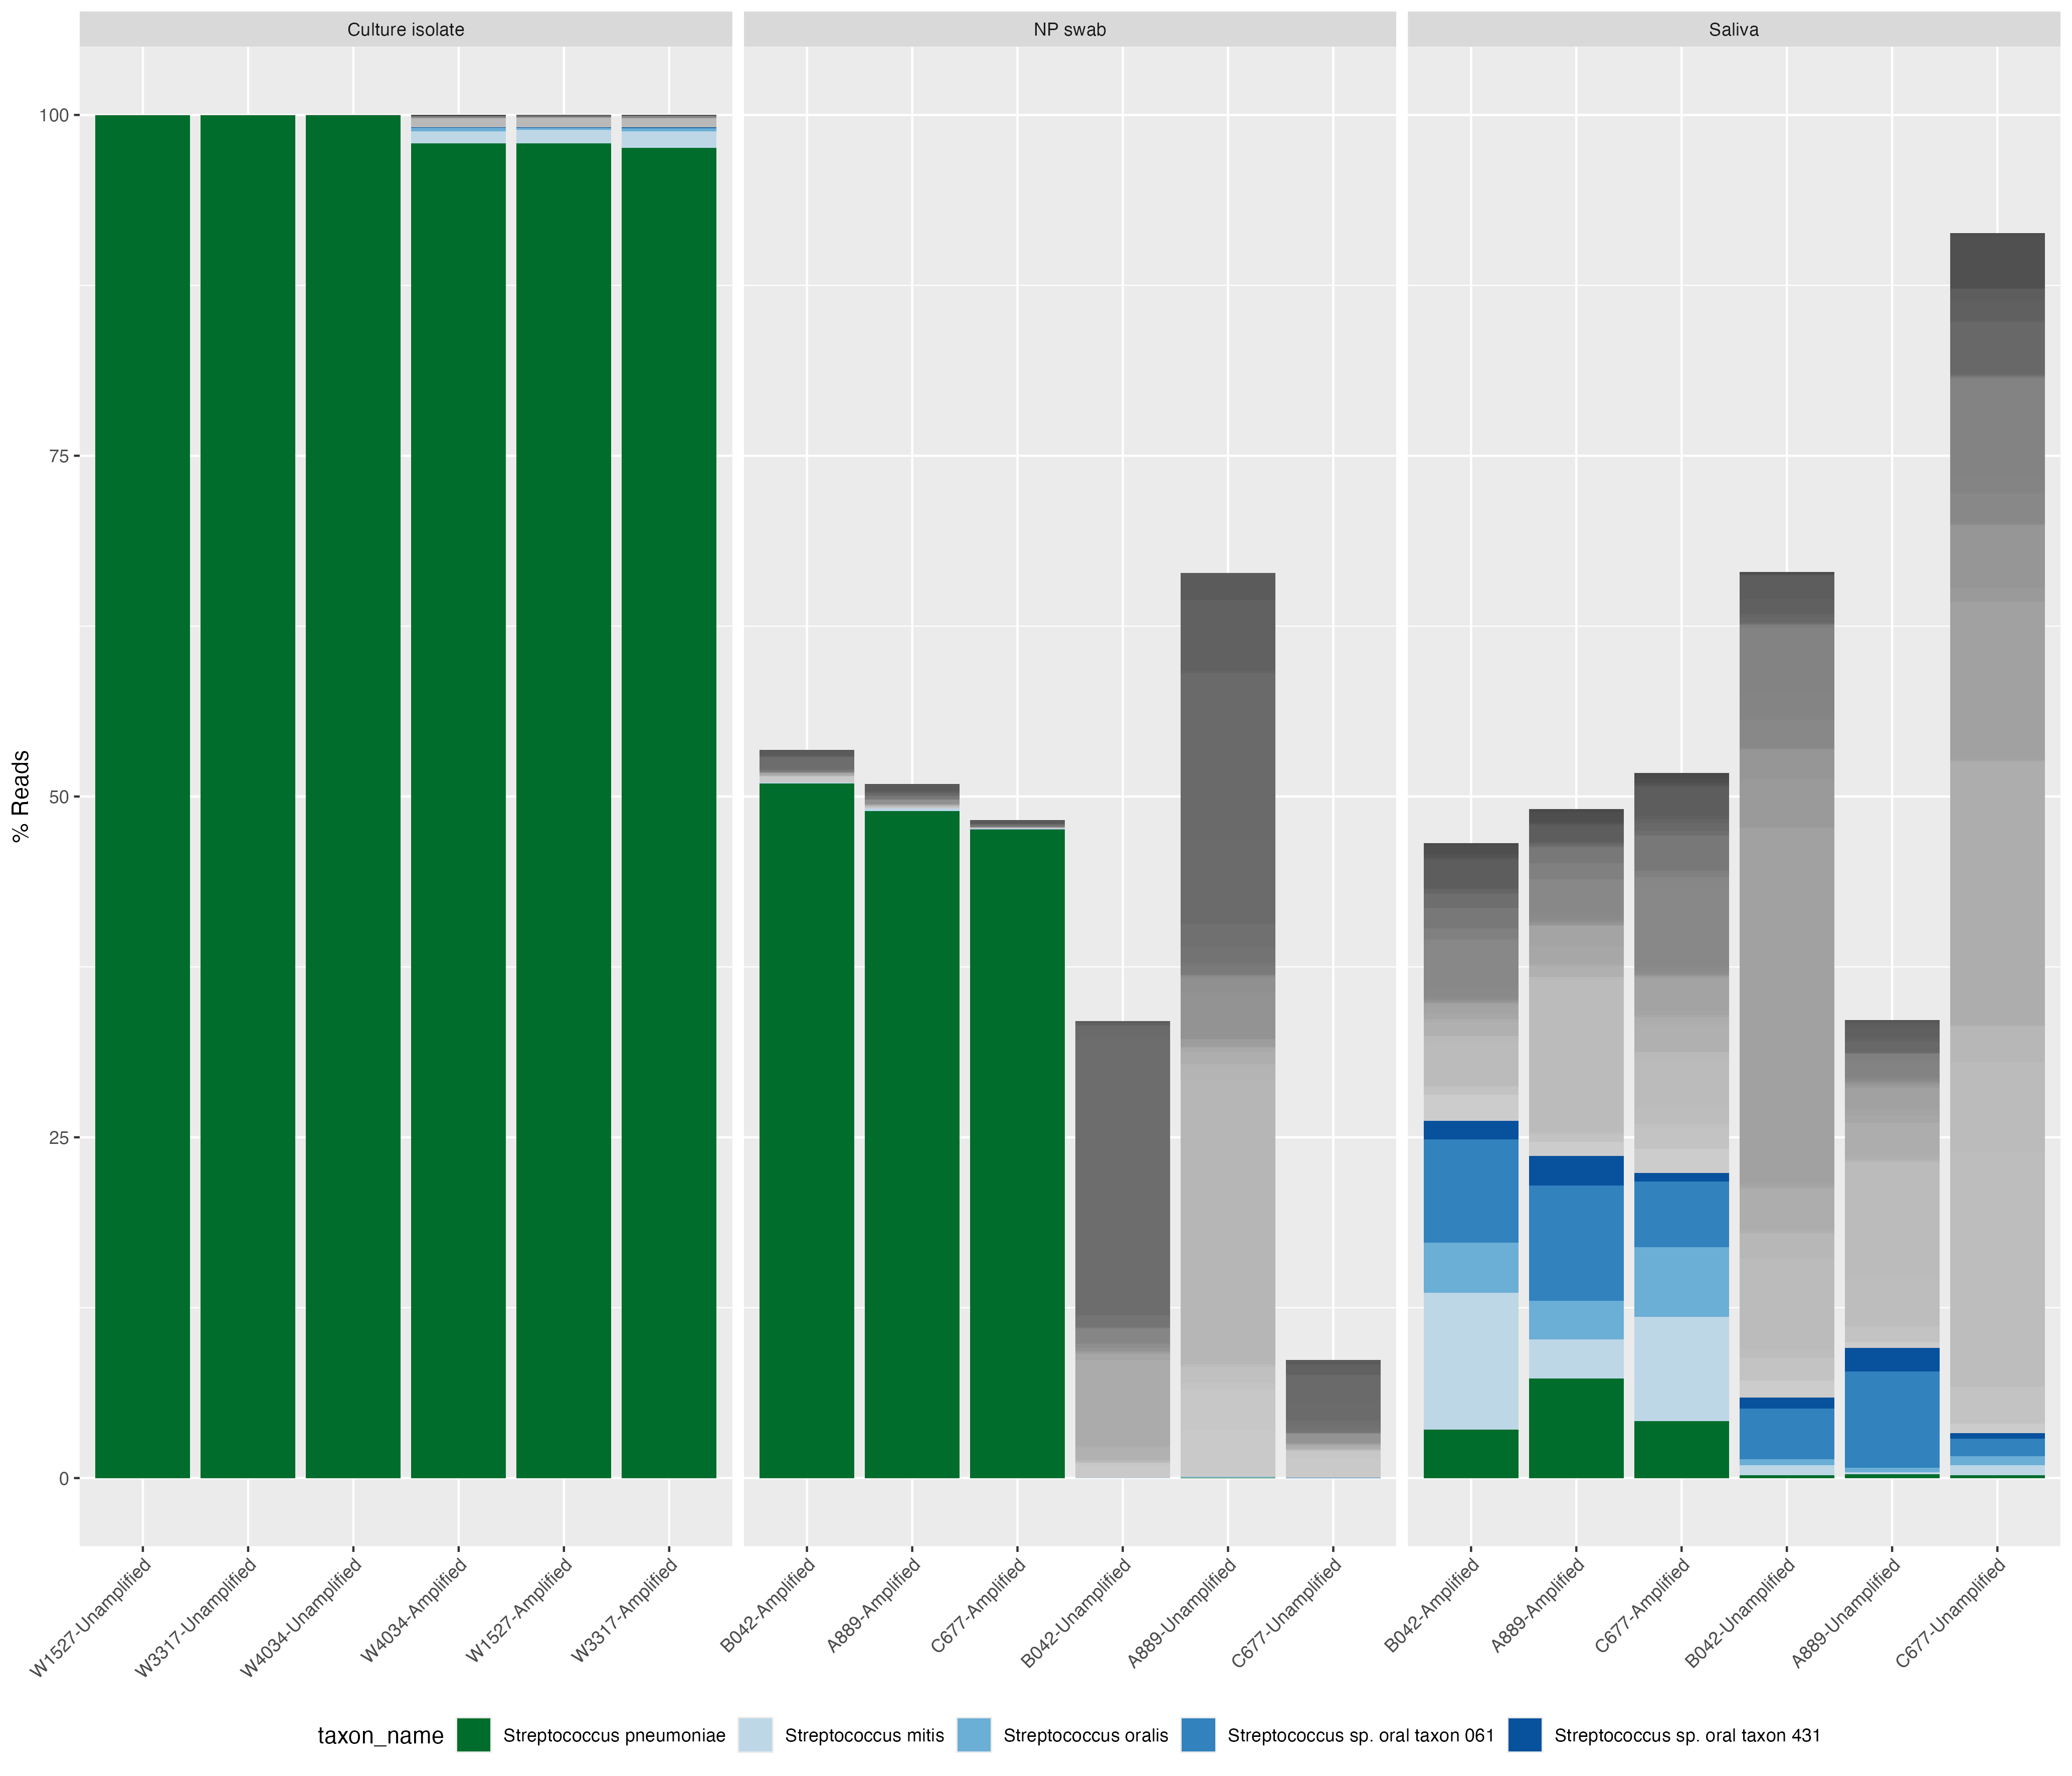 Culture isolate
NP swab
Saliva
% Reads
100
75
50
25
0
W1527-Unamplified
W3317-Unamplified
W4034-Unamplified
W4034-Amplified
W1527-Amplified
W3317-Amplified
B042-Amplified
A889-Amplified
C677-Amplified
B042-Unamplified
A889-Unamplified
C677-Unamplified
B042-Amplified
A889-Amplified
C677-Amplified
B042-Unamplified
A889-Unamplified
C677-Unamplified
taxon_name
Streptococcus pneumoniae
Streptococcus mitis
Streptococcus oralis
Streptococcus sp. oral taxon 061
Streptococcus sp. oral taxon 431